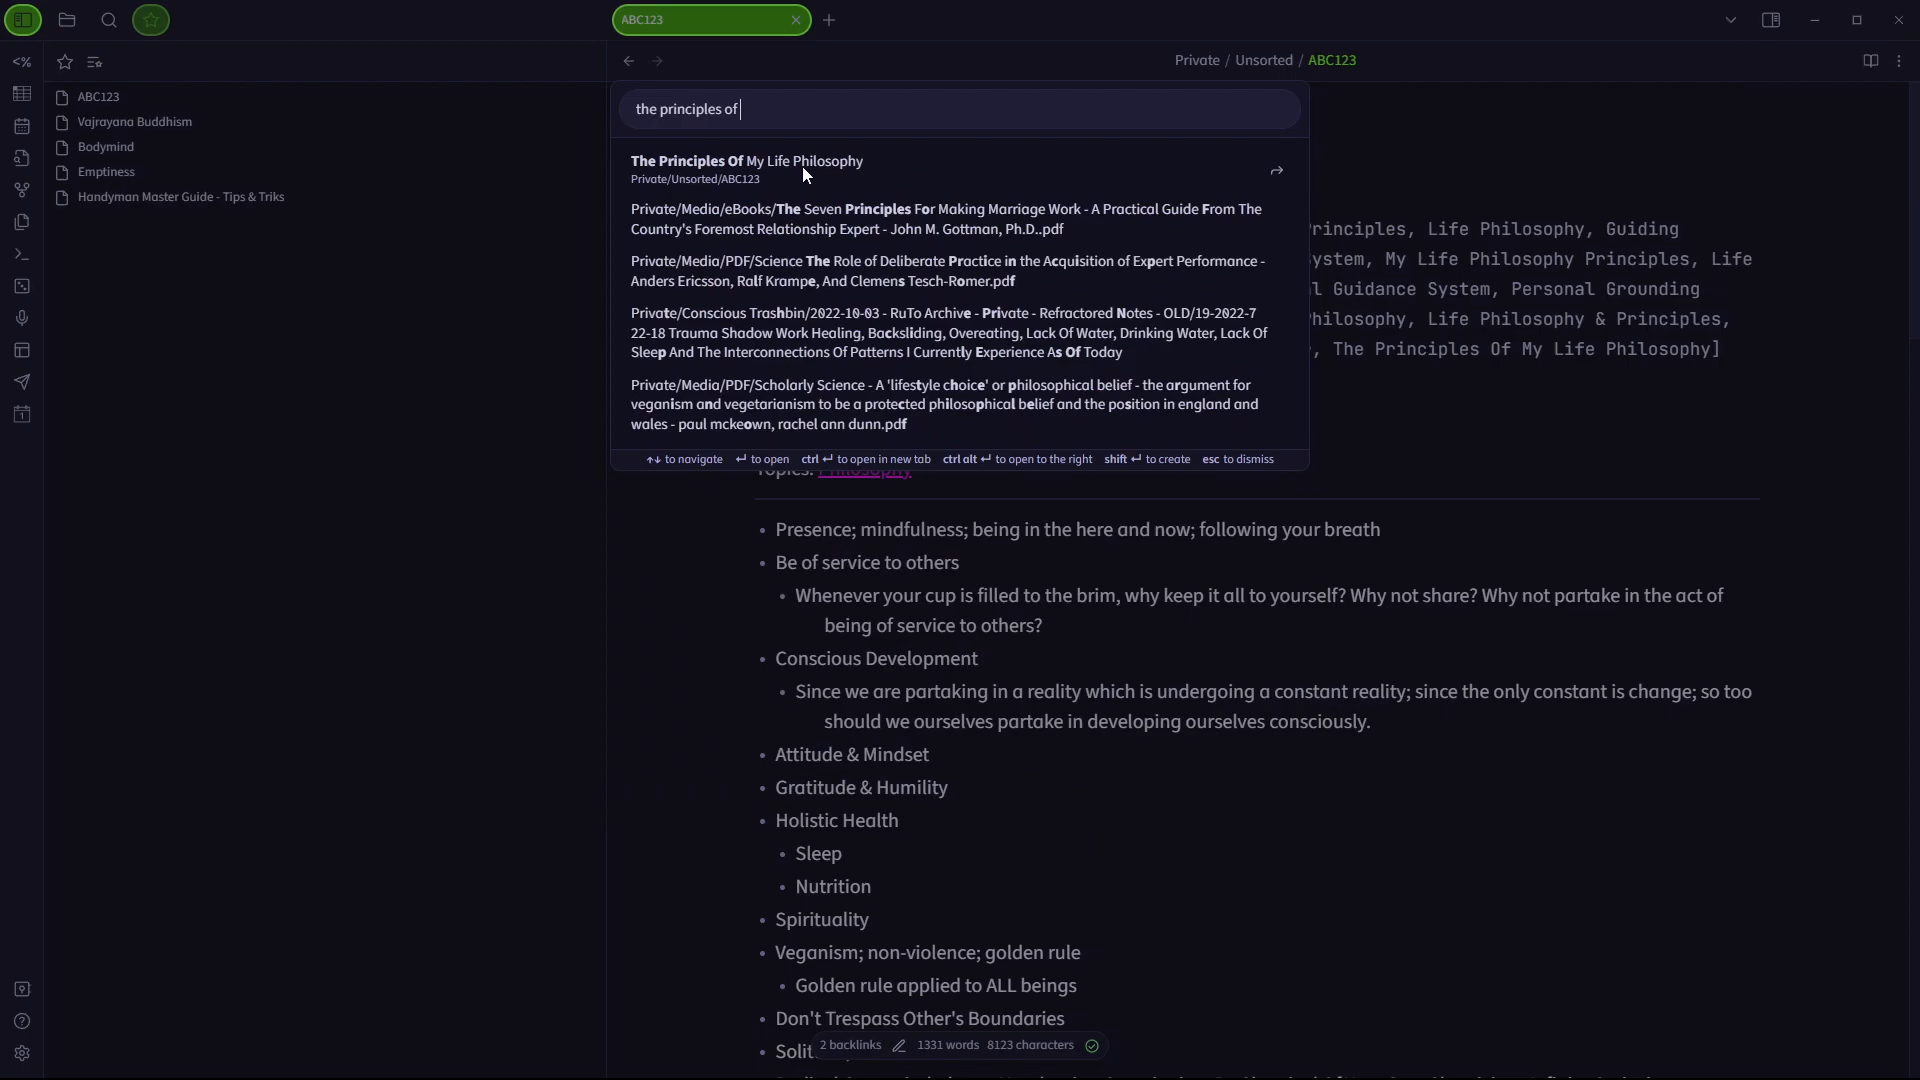 ABC123
Private / Unsorted / ABC123
ABC123
Vajrayana Buddhism
Bodymind
Emptiness
Handyman Master Guide - Tips & Triks
the principles of
The Principles Of My Life Philosophy
Private/Unsorted/ABC123
Private/Media/eBooks/The Seven Principles For Making Marriage Work - A Practical Guide From The
Country's Foremost Relationship Expert - John M. Gottman, Ph.D..pdf
Private/Media/PDF/Science The Role of Deliberate Practice in the Acquisition of Expert Performance -
Anders Ericsson, Ralf Krampe, And Clemens Tesch-Romer.pdf
Private/Conscious Trashbin/2022-10-03 - RuTo Archive - Private - Refractored Notes - OLD/19-2022-7
22-18 Trauma Shadow Work Healing, Backsliding, Overeating, Lack Of Water, Drinking Water, Lack Of
Sleep And The Interconnections Of Patterns I Currently Experience As Of Today
Private/Media/PDF/Scholarly Science - A 'lifestyle choice' or philosophical belief - the argument for
veganism and vegetarianism to be a protected philosophical belief and the position in england and
wales - paul mckeown, rachel ann dunn.pdf
↑↓ to navigate ↵ to open ctrl ↵ to open in new tab ctrl alt ↵ to open to the right shift ↵ to create esc to dismiss
rinciples, Life Philosophy, Guiding
ystem, My Life Philosophy Principles, Life
l Guidance System, Personal Grounding
hilosophy, Life Philosophy & Principles,
, The Principles Of My Life Philosophy]
Topics: Philosophy
• Presence; mindfulness; being in the here and now; following your breath
• Be of service to others
• Whenever your cup is filled to the brim, why keep it all to yourself? Why not share? Why not partake in the act of
being of service to others?
• Conscious Development
• Since we are partaking in a reality which is undergoing a constant reality; since the only constant is change; so too
should we ourselves partake in developing ourselves consciously.
• Attitude & Mindset
• Gratitude & Humility
• Holistic Health
• Sleep
• Nutrition
• Spirituality
• Veganism; non-violence; golden rule
• Golden rule applied to ALL beings
• Don't Trespass Other's Boundaries
• Solit
2 backlinks 1331 words 8123 characters